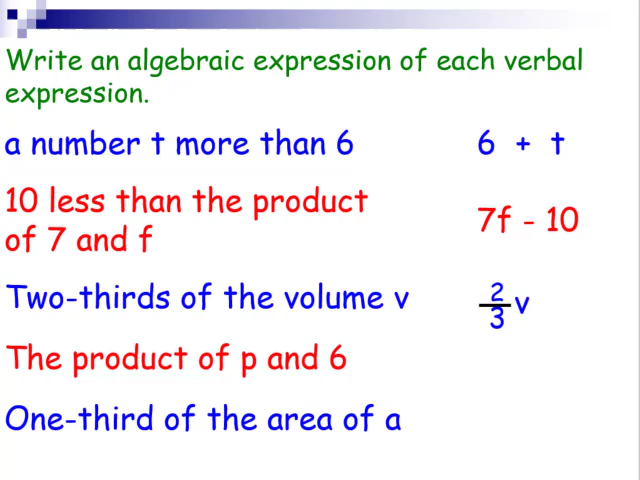 Write an algebraic expression of each verbal
expression.
a number t more than 6 6 + t
10 less than the product
of 7 and f 7f - 10
Two-thirds of the volume v 2/3 v
The product of p and 6
One-third of the area of a